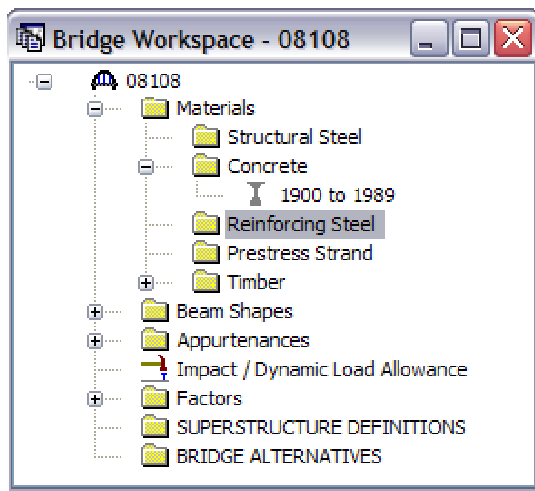 Bridge Workspace - 08108
08108
Materials
Structural Steel
Concrete
1900 to 1989
Reinforcing Steel
Prestress Strand
Timber
Beam Shapes
Appurtenances
Impact / Dynamic Load Allowance
Factors
SUPERSTRUCTURE DEFINITIONS
BRIDGE ALTERNATIVES